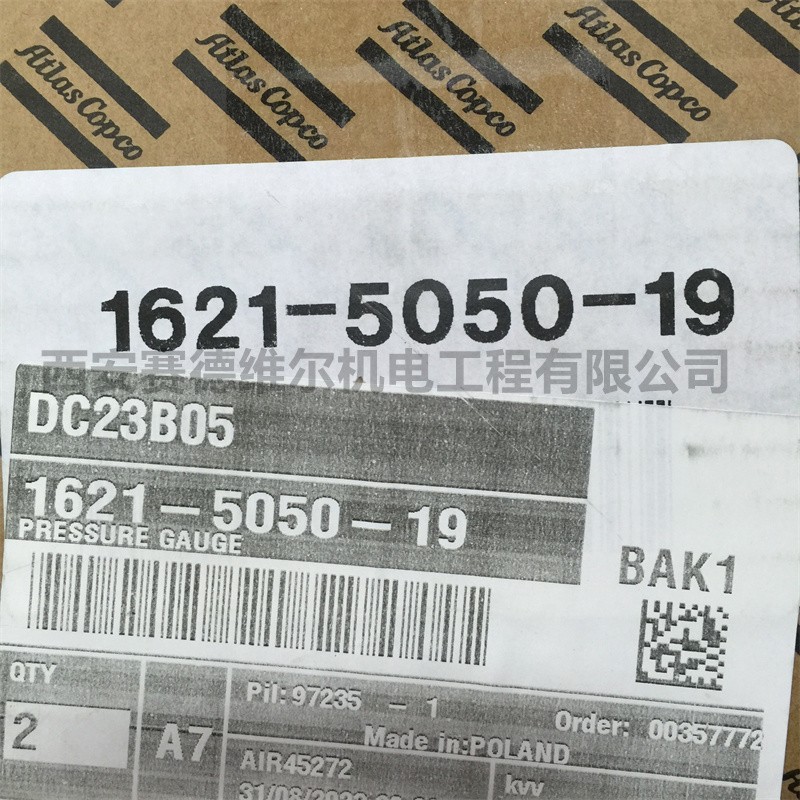 Atlas Copco
Atlas Copco
Atlas Copco
Atlas Copco
1621-5050-19
西安赛德维尔机电工程有限公司
DC23B05
1621-5050-19
PRESSURE GAUGE
BAK1
QTY
2
A7
Pil: 97235 - 1
Order: 00357772
Made in: POLAND
AIR45272
kvv